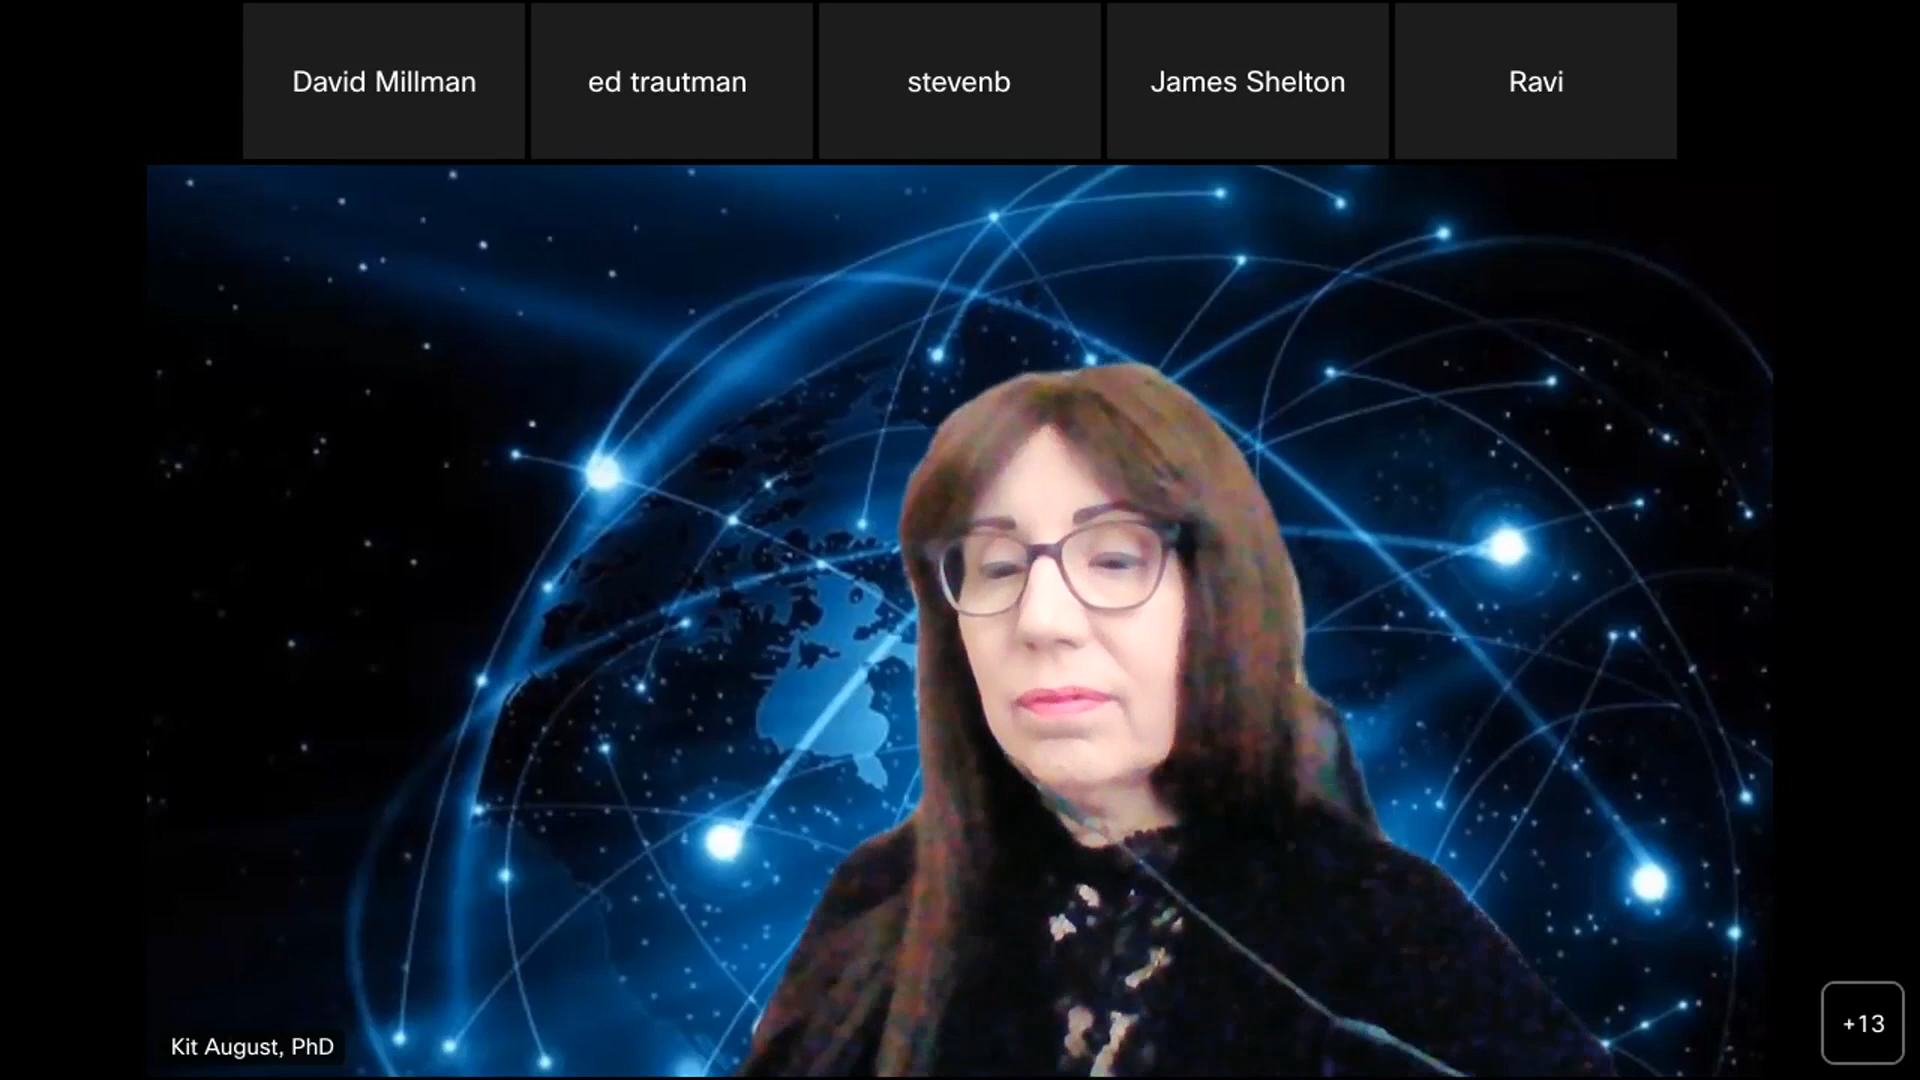 David Millman
ed trautman
stevenb
James Shelton
Ravi
Kit August, PhD
+13